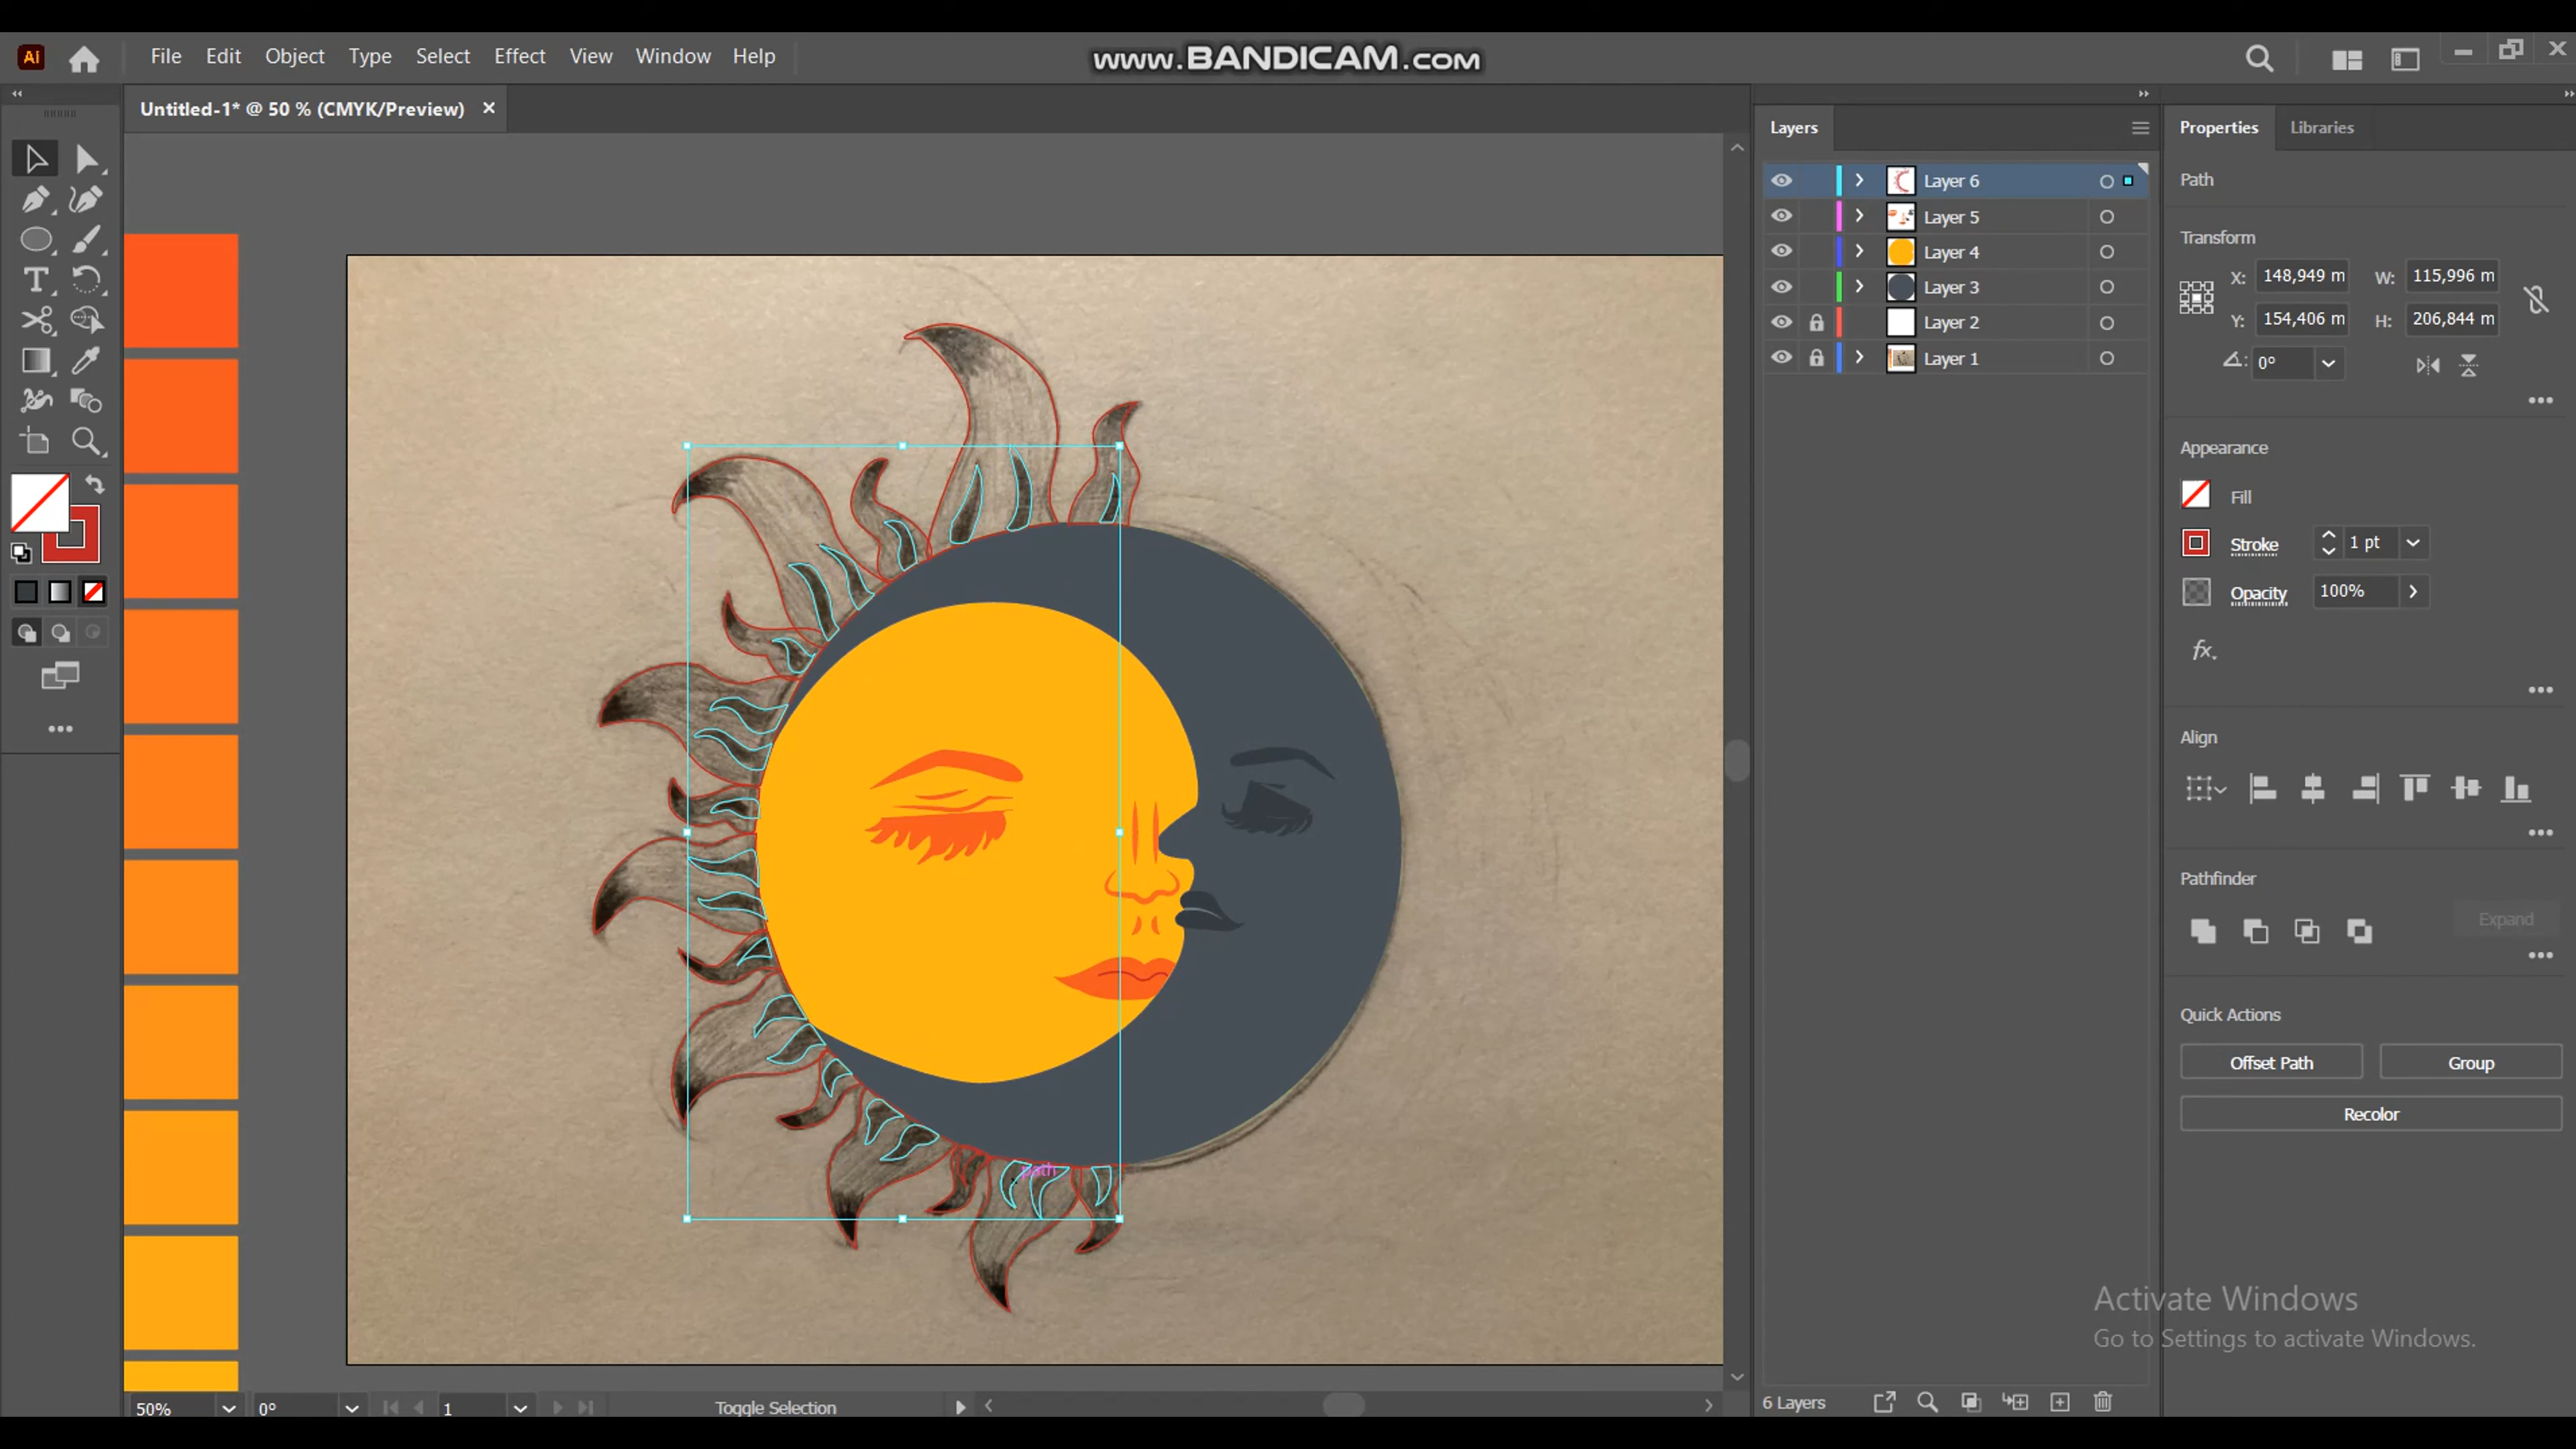 Ai File Edit Object Type Select Effect View Window Help www.BANDICAM.com
Untitled-1* @ 50 % (CMYK/Preview) ×
Layers
Layer 6
Layer 5
Layer 4
Layer 3
Layer 2
Layer 1
6 Layers
Properties Libraries
Path
Transform
X: 148,949 m W: 115,996 m
Y: 154,406 m H: 206,844 m
0°
Appearance
Fill
Stroke 1 pt
Opacity 100%
fx.
Align
Pathfinder
Expand
Quick Actions
Offset Path Group
Recolor
path
Activate Windows
Go to Settings to activate Windows.
50% 0° 1 Toggle Selection